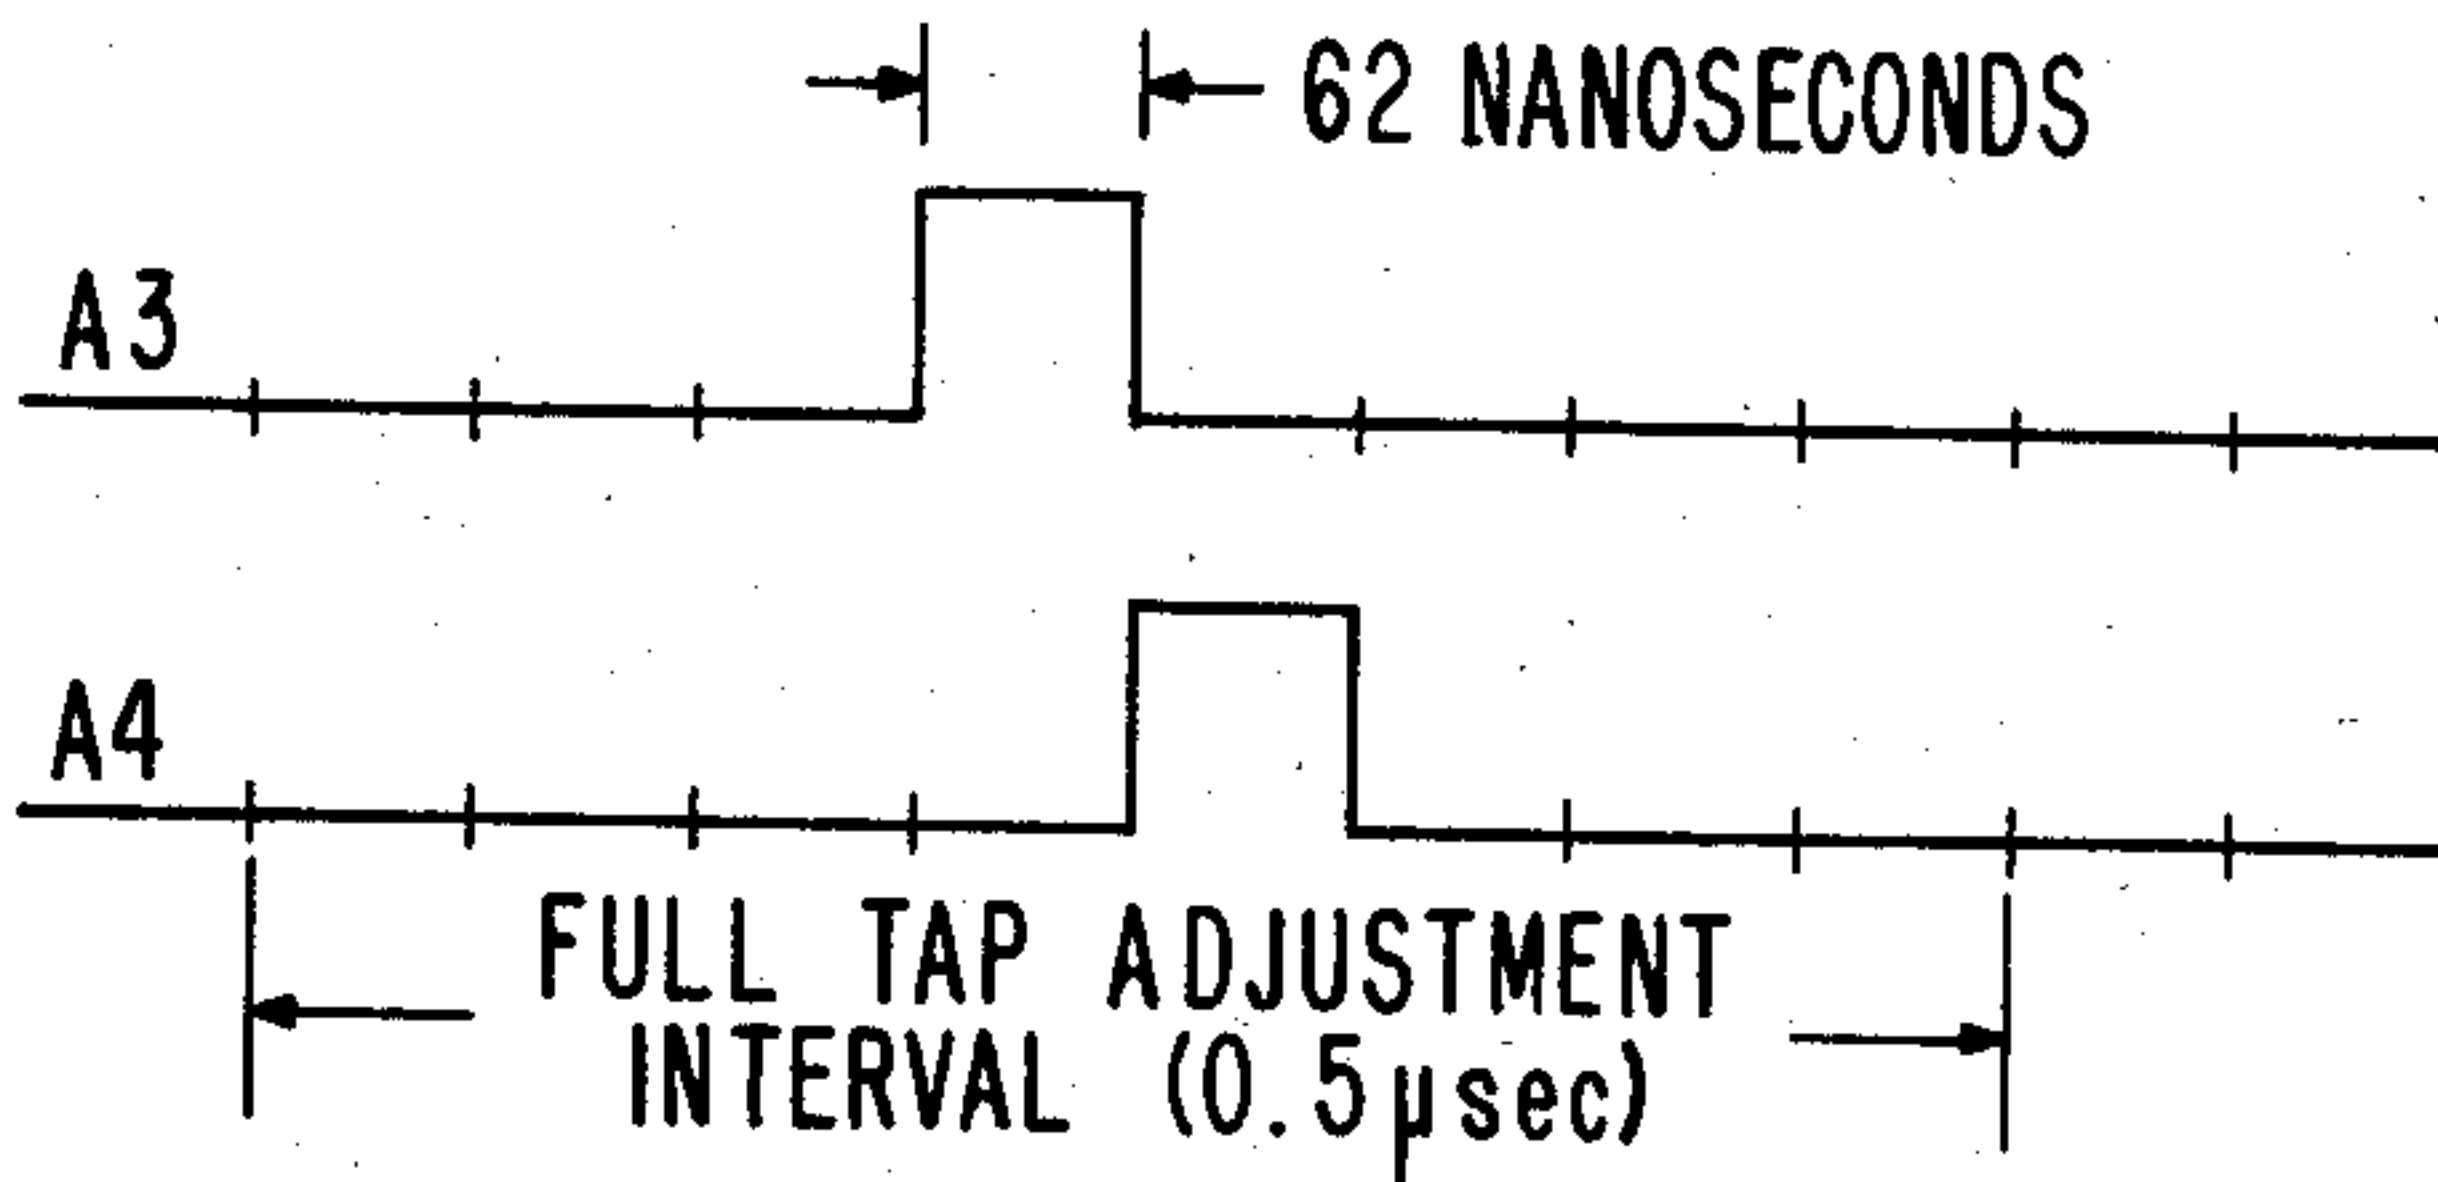 62 NANOSECONDS
A3
A4
FULL TAP ADJUSTMENT
INTERVAL (0.5µsec)